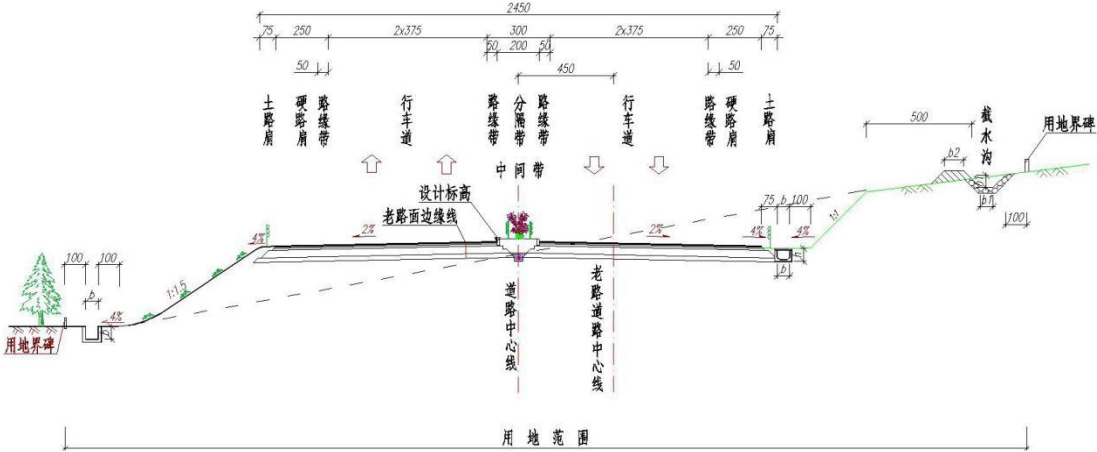 2450
75 250 2x375 300 2x375 250 75
50 200 50
50 450 50
土路肩 硬路肩 路缘带 行车道 路缘带 分隔带 路缘带 行车道 路缘带 硬路肩 土路肩
中间带
500
截水沟
用地界碑
b2
b1
100
设计标高
老路面边缘线
75 b 100
1:1
4% 2% 2% 4% 4%
b
h
100 100
b
1:1.5
4%
用地界碑
道路中心线
老路道路中心线
用地范围